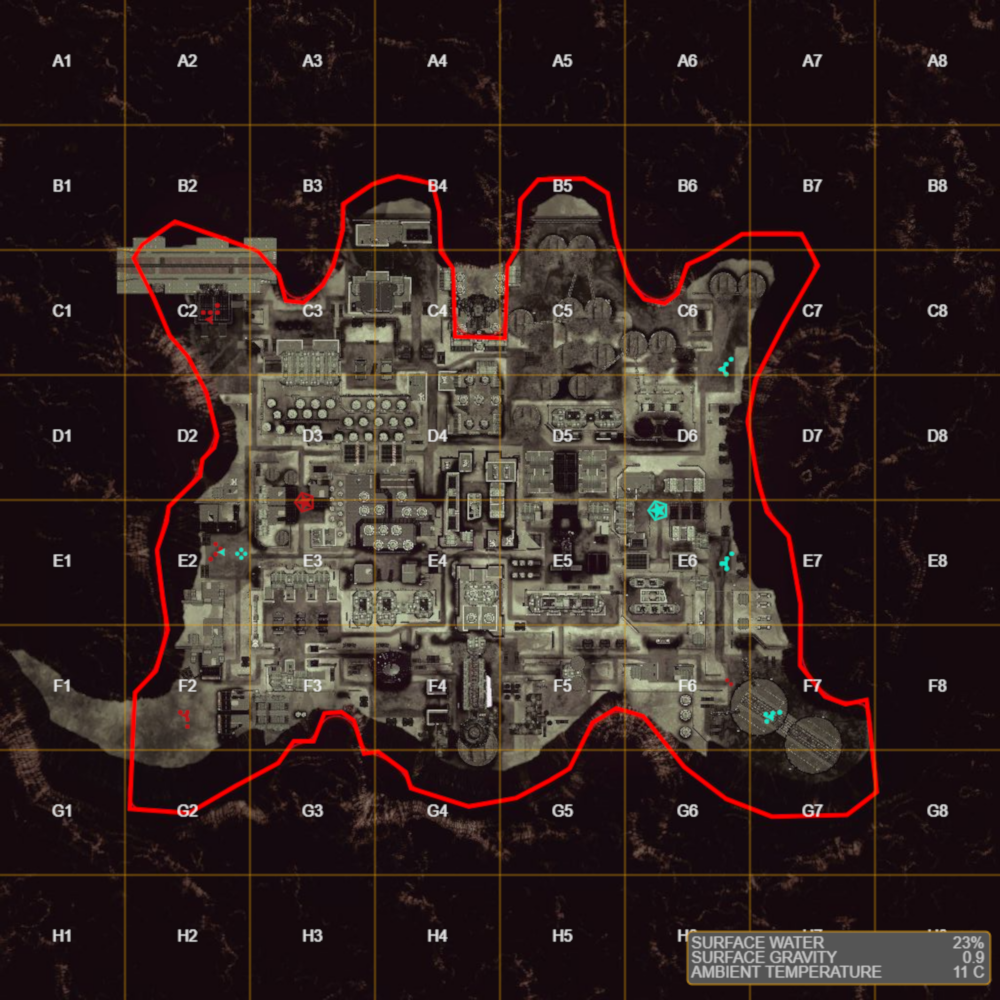 A1 A2 A3 A4 A5 A6 A7 A8
B1 B2 B3 B4 B5 B6 B7 B8
C1 C2 C3 C4 C5 C6 C7 C8
D1 D2 D3 D4 D5 D6 D7 D8
E1 E2 E3 E4 E5 E6 E7 E8
F1 F2 F3 F4 F5 F6 F7 F8
G1 G2 G3 G4 G5 G6 G7 G8
H1 H2 H3 H4 H5
SURFACE WATER 23%
SURFACE GRAVITY 0.9
AMBIENT TEMPERATURE 11 C